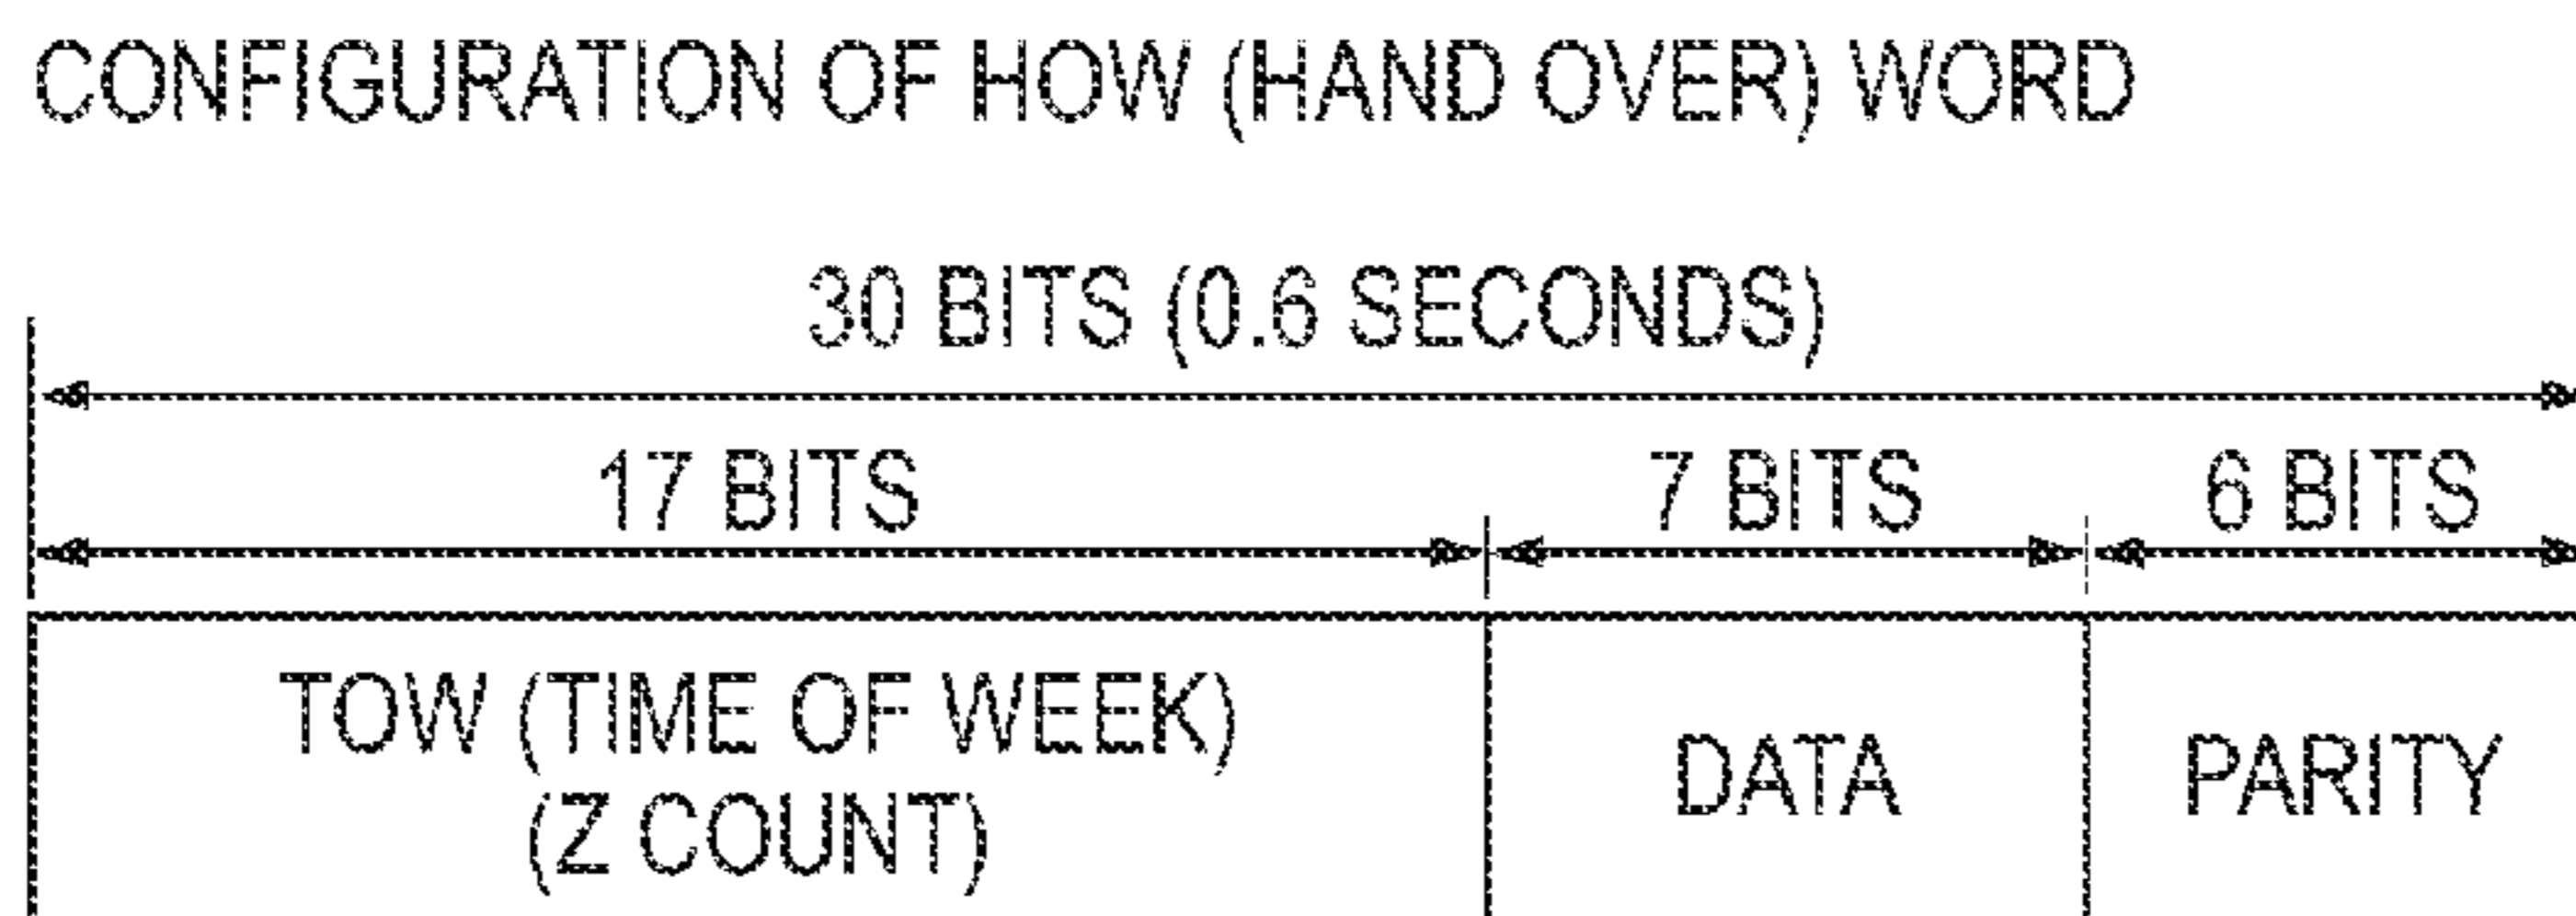 CONFIGURATION OF HOW (HAND OVER) WORD
30 BITS (0.6 SECONDS)
17 BITS 7 BITS 6 BITS
TOW (TIME OF WEEK)
(Z COUNT)
DATA
PARITY